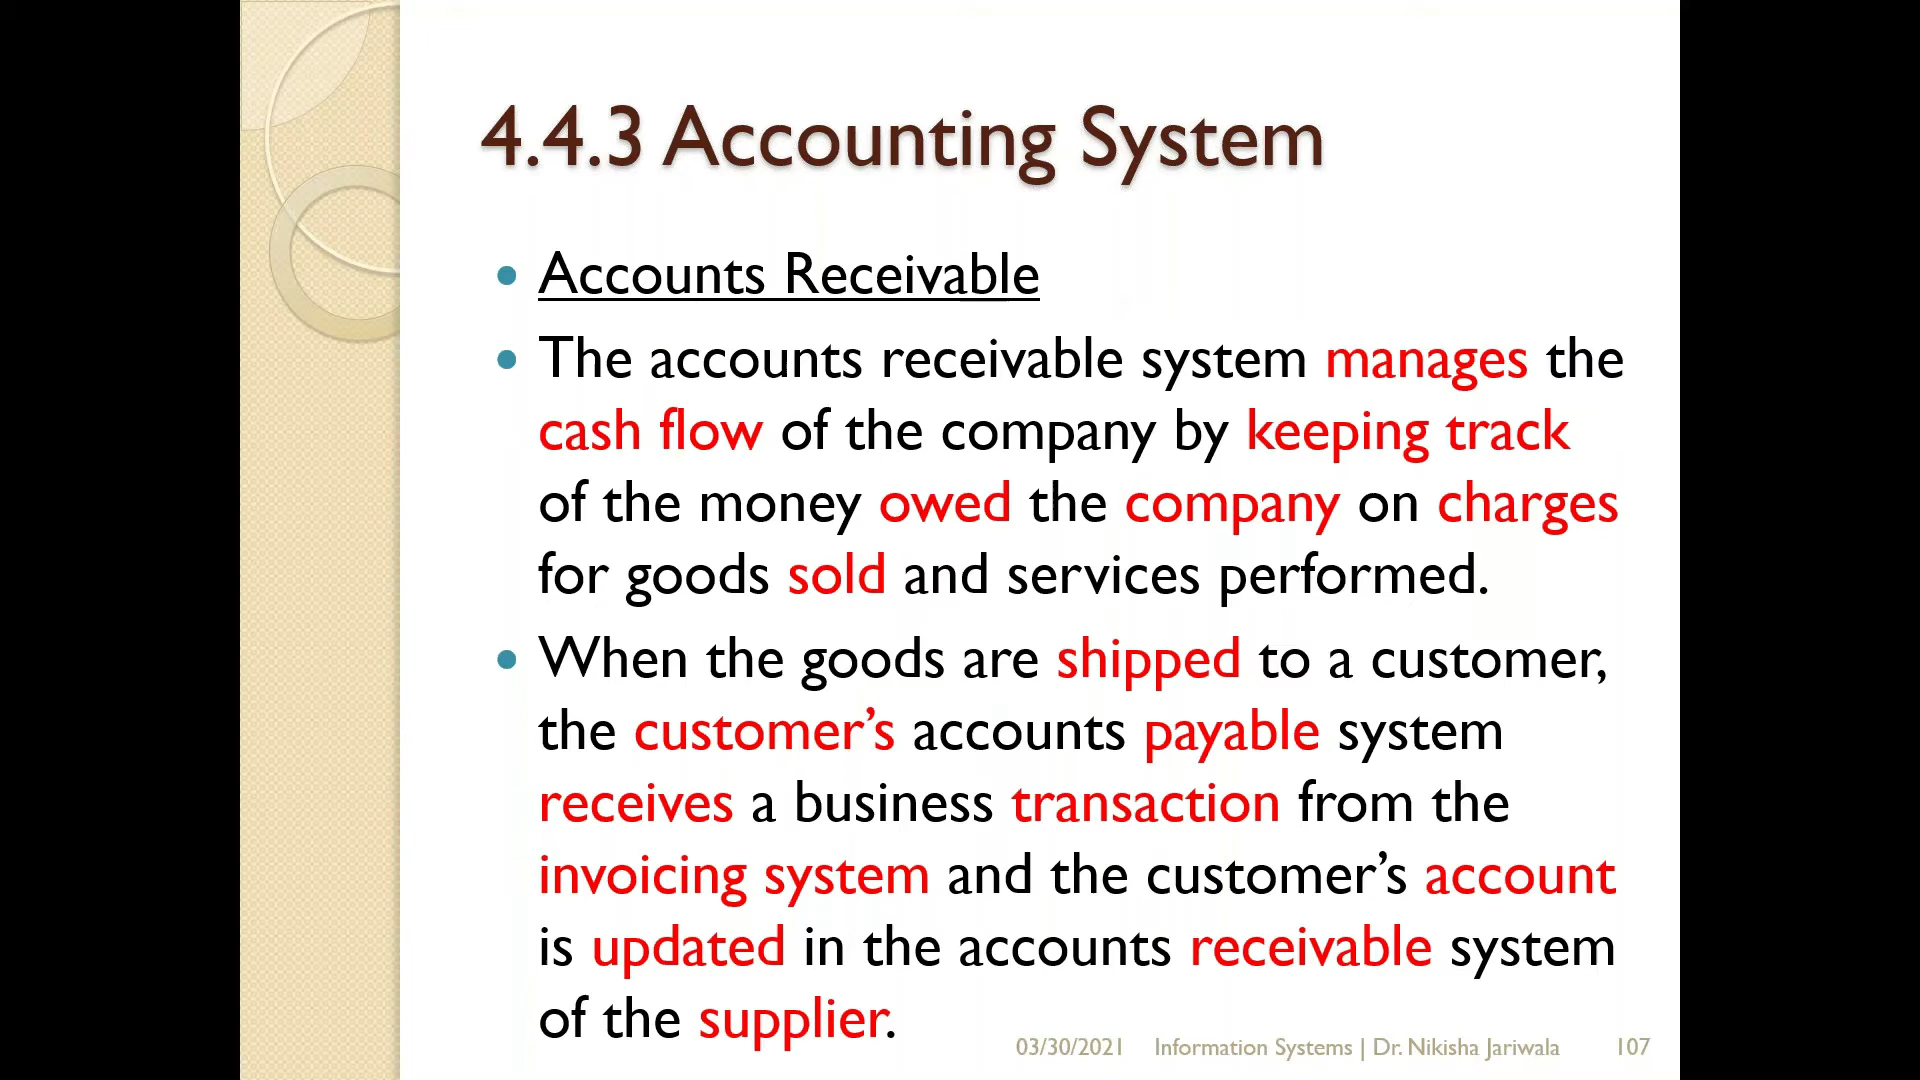 4.4.3 Accounting System
• Accounts Receivable
• The accounts receivable system manages the
cash flow of the company by keeping track
of the money owed the company on charges
for goods sold and services performed.
• When the goods are shipped to a customer,
the customer’s accounts payable system
receives a business transaction from the
invoicing system and the customer’s account
is updated in the accounts receivable system
of the supplier.
03/30/2021 Information Systems | Dr. Nikisha Jariwala 107